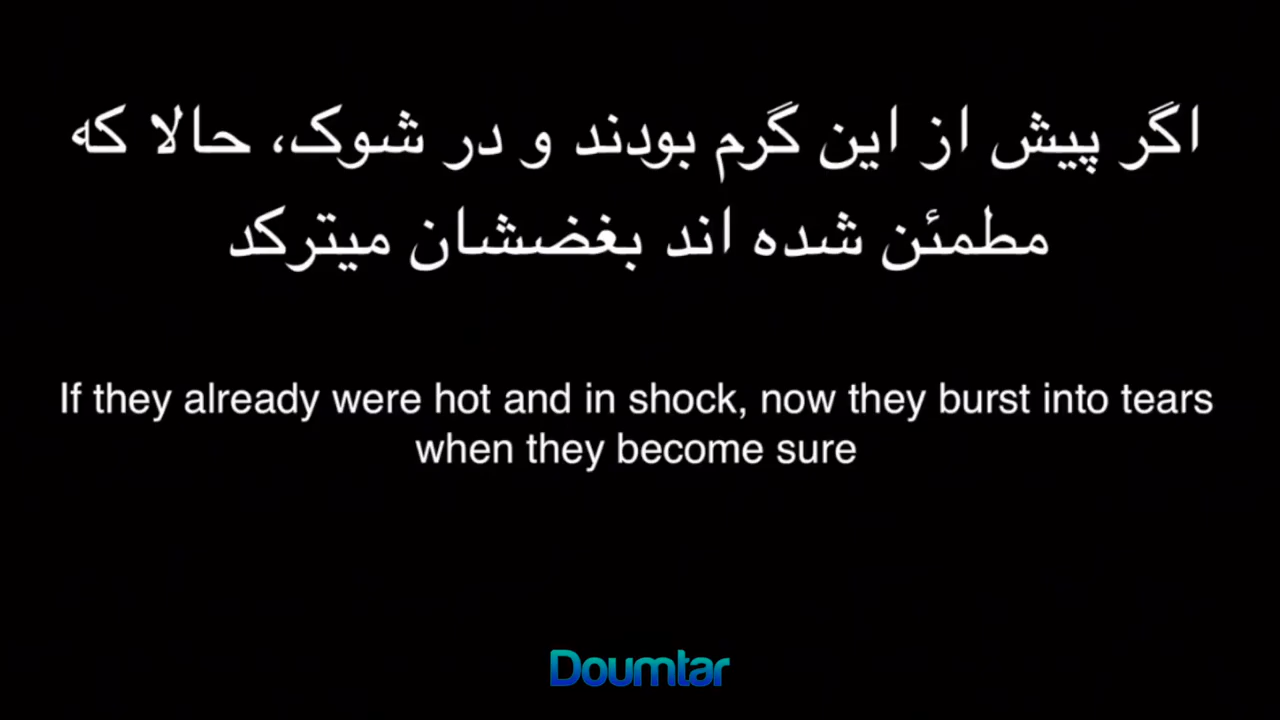 اگر پیش از این گرم بودند و در شوک، حالا که
مطمئن شده اند بغضشان میترکد
If they already were hot and in shock, now they burst into tears
when they become sure
Doumtar